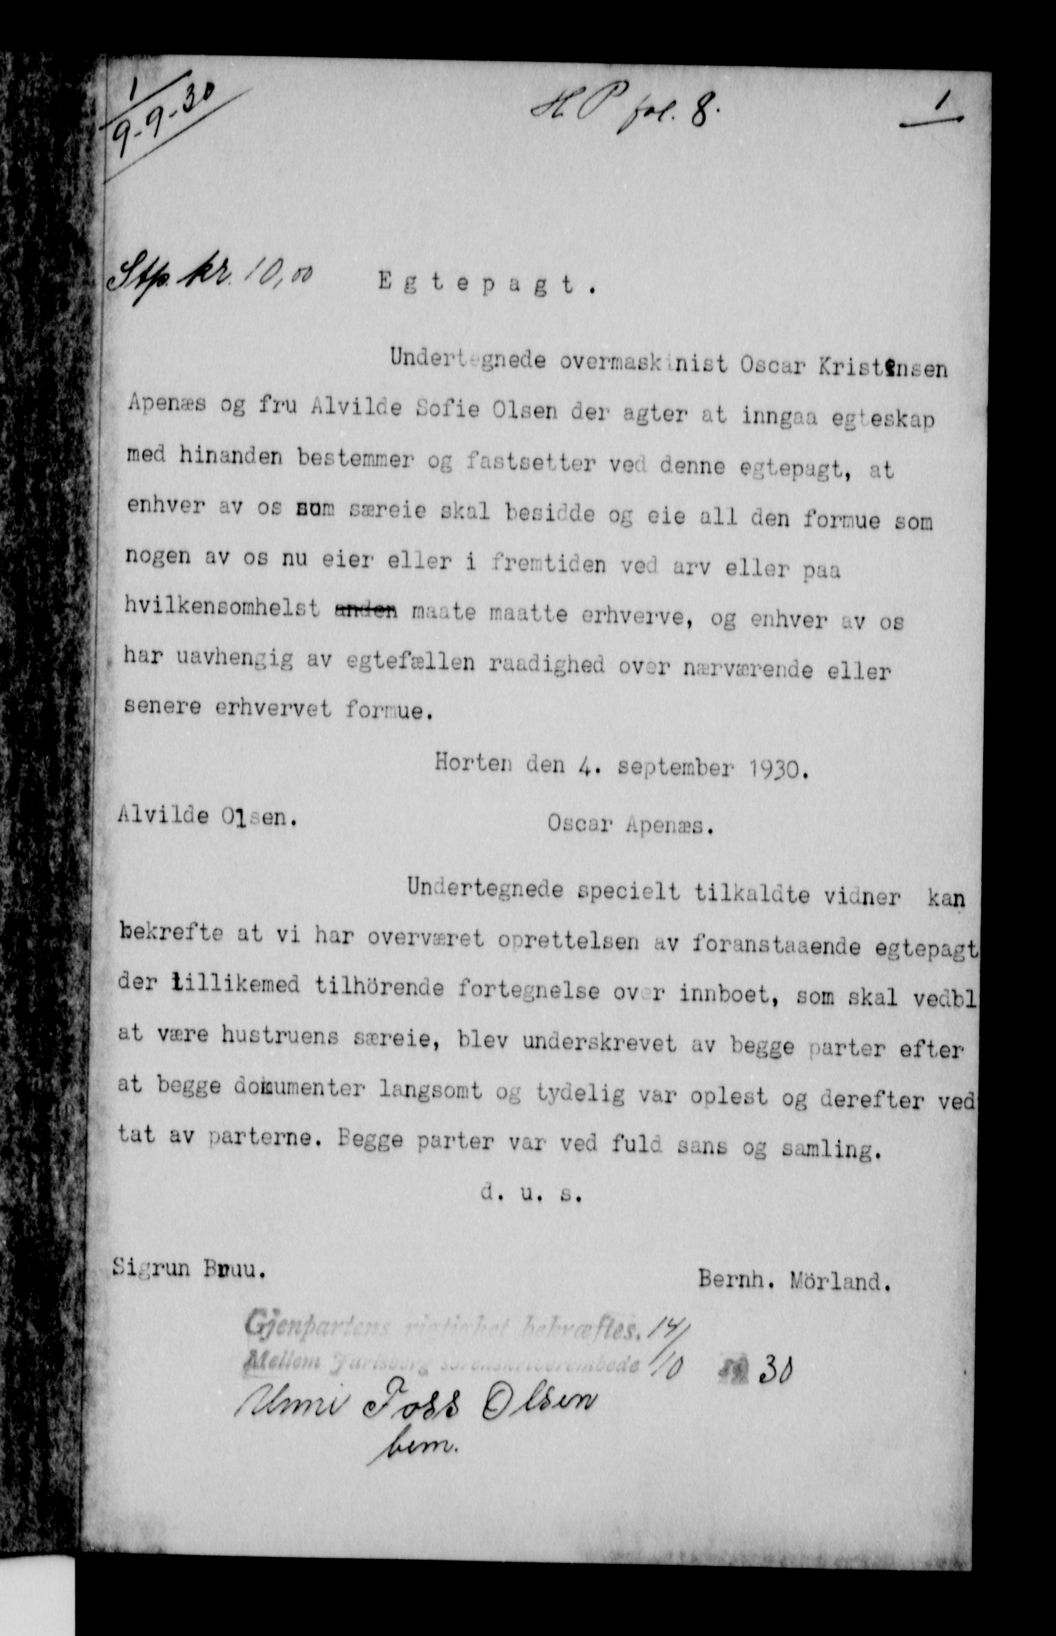 1
9-9-30
H P fol. 8.
1
Stp. kr. 10,00
Egtepagt.
Undertegnede overmaskinist Oscar Kristensen
Apenæs og fru Alvilde Sofie Olsen der agter at inngaa egteskap
med hinanden bestemmer og fastsetter ved denne egtepagt, at
enhver av os som særeie skal besidde og eie all den formue som
nogen av os nu eier eller i fremtiden ved arv eller paa
hvilkensomhelst anden maate maatte erhverve, og enhver av os
har uavhengig av egtefællen raadighed over nærværende eller
senere erhvervet formue.
Horten den 4. september 1930.
Alvilde Olsen.
Oscar Apenæs.
Undertegnede specielt tilkaldte vidner kan
bekrefte at vi har overværet oprettelsen av foranstaaende egtepagt
der tillikemed tilhörende fortegnelse over innboet, som skal vedbl
at være hustruens særeie, blev underskrevet av begge parter efter
at begge dokumenter langsomt og tydelig var oplest og derefter ved
tat av parterne. Begge parter var ved fuld sans og samling.
d. u. s.
Sigrun Bruu.
Bernh. Mörland.
Gjenpartens rigtighet bekræftes. 14/10
Mellem Jarlsberg sorenskriverembede 30
Unni Foss Olsen
bem.